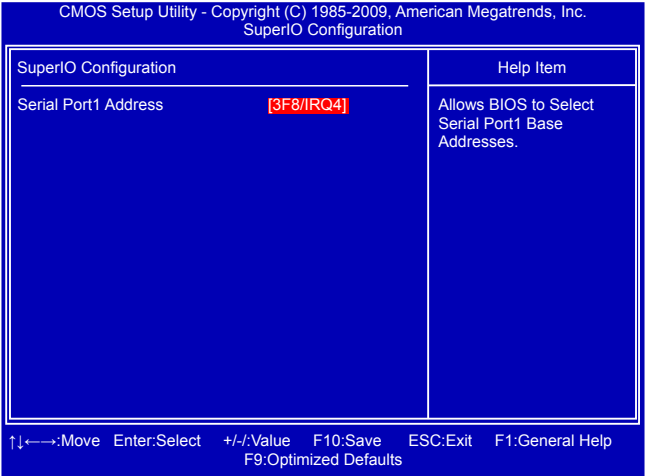 CMOS Setup Utility - Copyright (C) 1985-2009, American Megatrends, Inc.
SuperIO Configuration
SuperIO Configuration
Help Item
Serial Port1 Address [3F8/IRQ4]
Allows BIOS to Select
Serial Port1 Base
Addresses.
↑↓←→:Move Enter:Select +/-/:Value F10:Save ESC:Exit F1:General Help
F9:Optimized Defaults